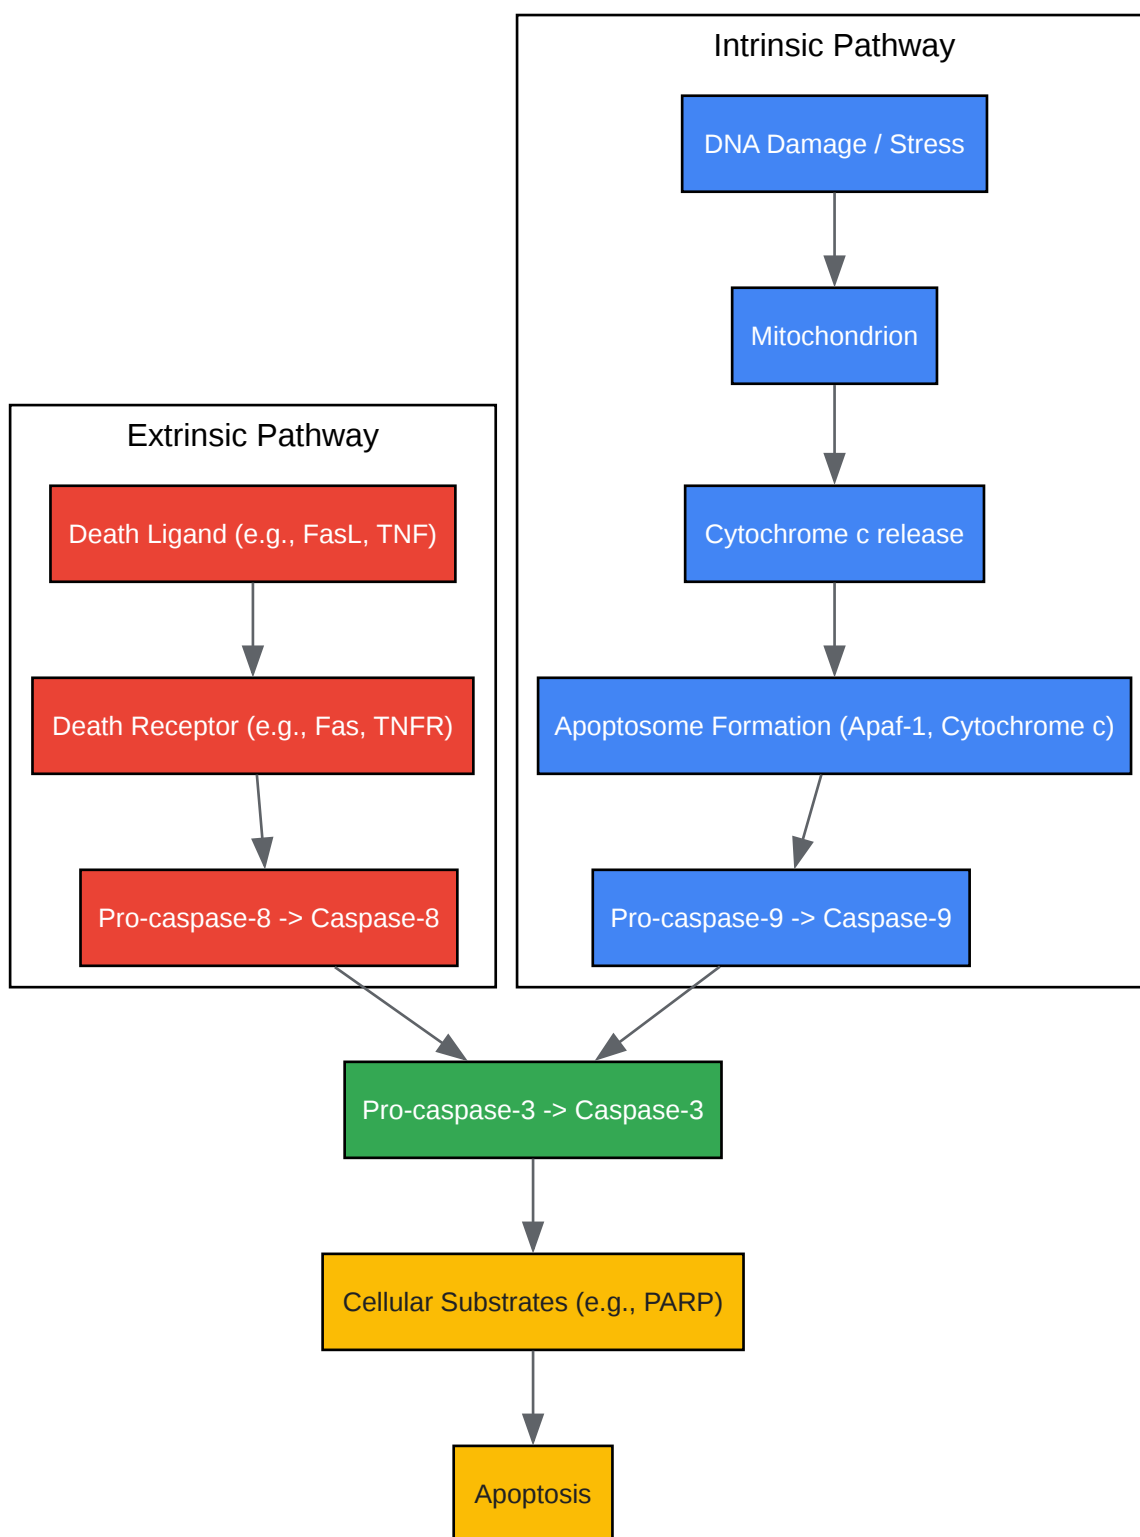 Intrinsic Pathway
DNA Damage / Stress
Mitochondrion
Cytochrome c release
Apoptosome Formation (Apaf-1, Cytochrome c)
Pro-caspase-9 -> Caspase-9
Extrinsic Pathway
Death Ligand (e.g., FasL, TNF)
Death Receptor (e.g., Fas, TNFR)
Pro-caspase-8 -> Caspase-8
Pro-caspase-3 -> Caspase-3
Cellular Substrates (e.g., PARP)
Apoptosis